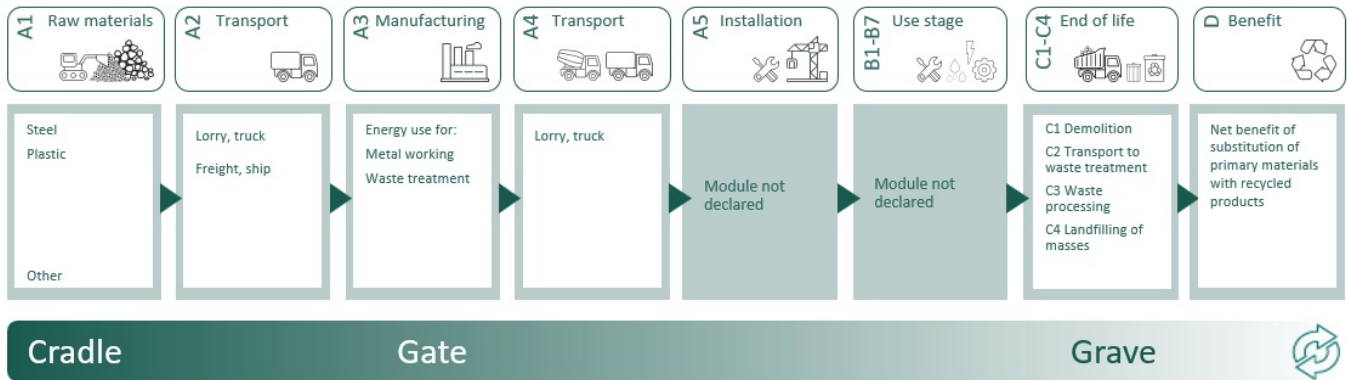 A1 Raw materials
A2 Transport
A3 Manufacturing
A4 Transport
A5 Installation
B1-B7 Use stage
C1-C4 End of life
D Benefit
Steel
Plastic
Other
Lorry, truck
Freight, ship
Energy use for:
Metal working
Waste treatment
Lorry, truck
Module not
declared
Module not
declared
C1 Demolition
C2 Transport to
waste treatment
C3 Waste
processing
C4 Landfilling of
masses
Net benefit of
substitution of
primary materials
with recycled
products
Cradle
Gate
Grave